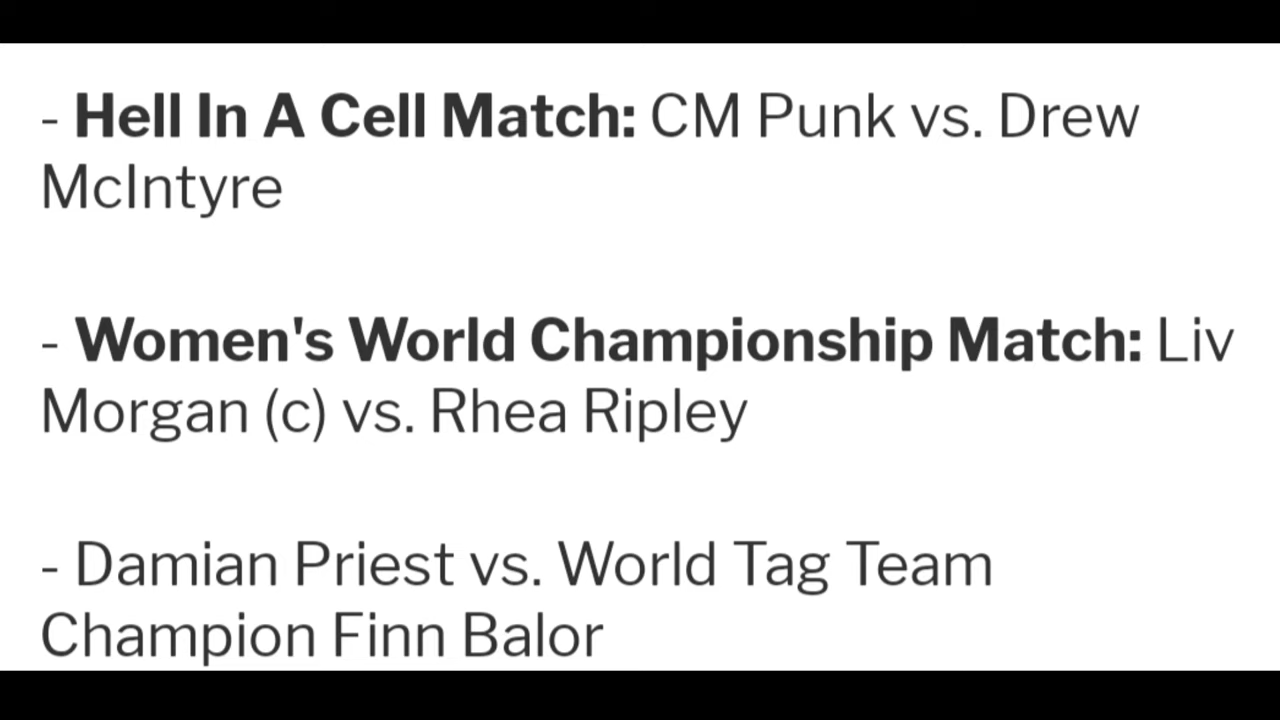 - Hell In A Cell Match: CM Punk vs. Drew
McIntyre
- Women's World Championship Match: Liv
Morgan (c) vs. Rhea Ripley
- Damian Priest vs. World Tag Team
Champion Finn Balor